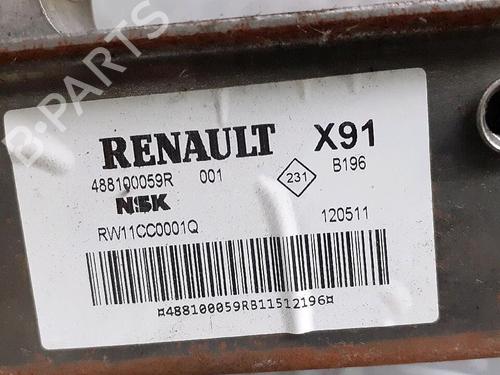 B-PARTS
RENAULT X91
488100059R 001 231 B196
NSK
RW11CC0001Q 120511
¤488100059RB11512196¤